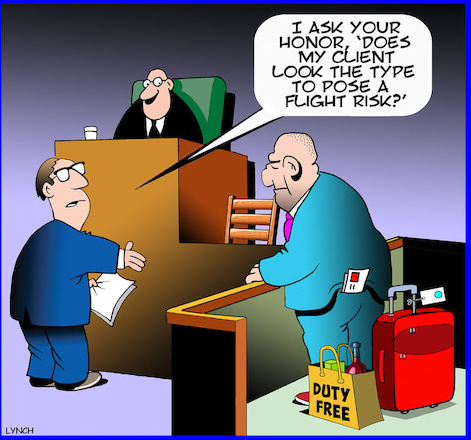 I ASK YOUR
HONOR, 'DOES
MY CLIENT
LOOK THE TYPE
TO POSE A
FLIGHT RISK?'
DUTY
FREE
LYNCH